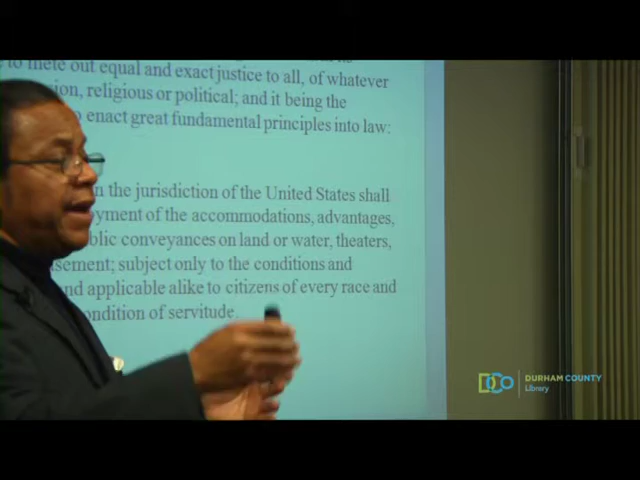 to mete out equal and exact justice to all, of whatever
religious or political; and it being the
enact great fundamental principles into law:
the jurisdiction of the United States shall
of the accommodations, advantages,
conveyances on land or water, theaters,
subject only to the conditions and
applicable alike to citizens of every race and
condition of servitude.
DCO
DURHAM COUNTY
Library